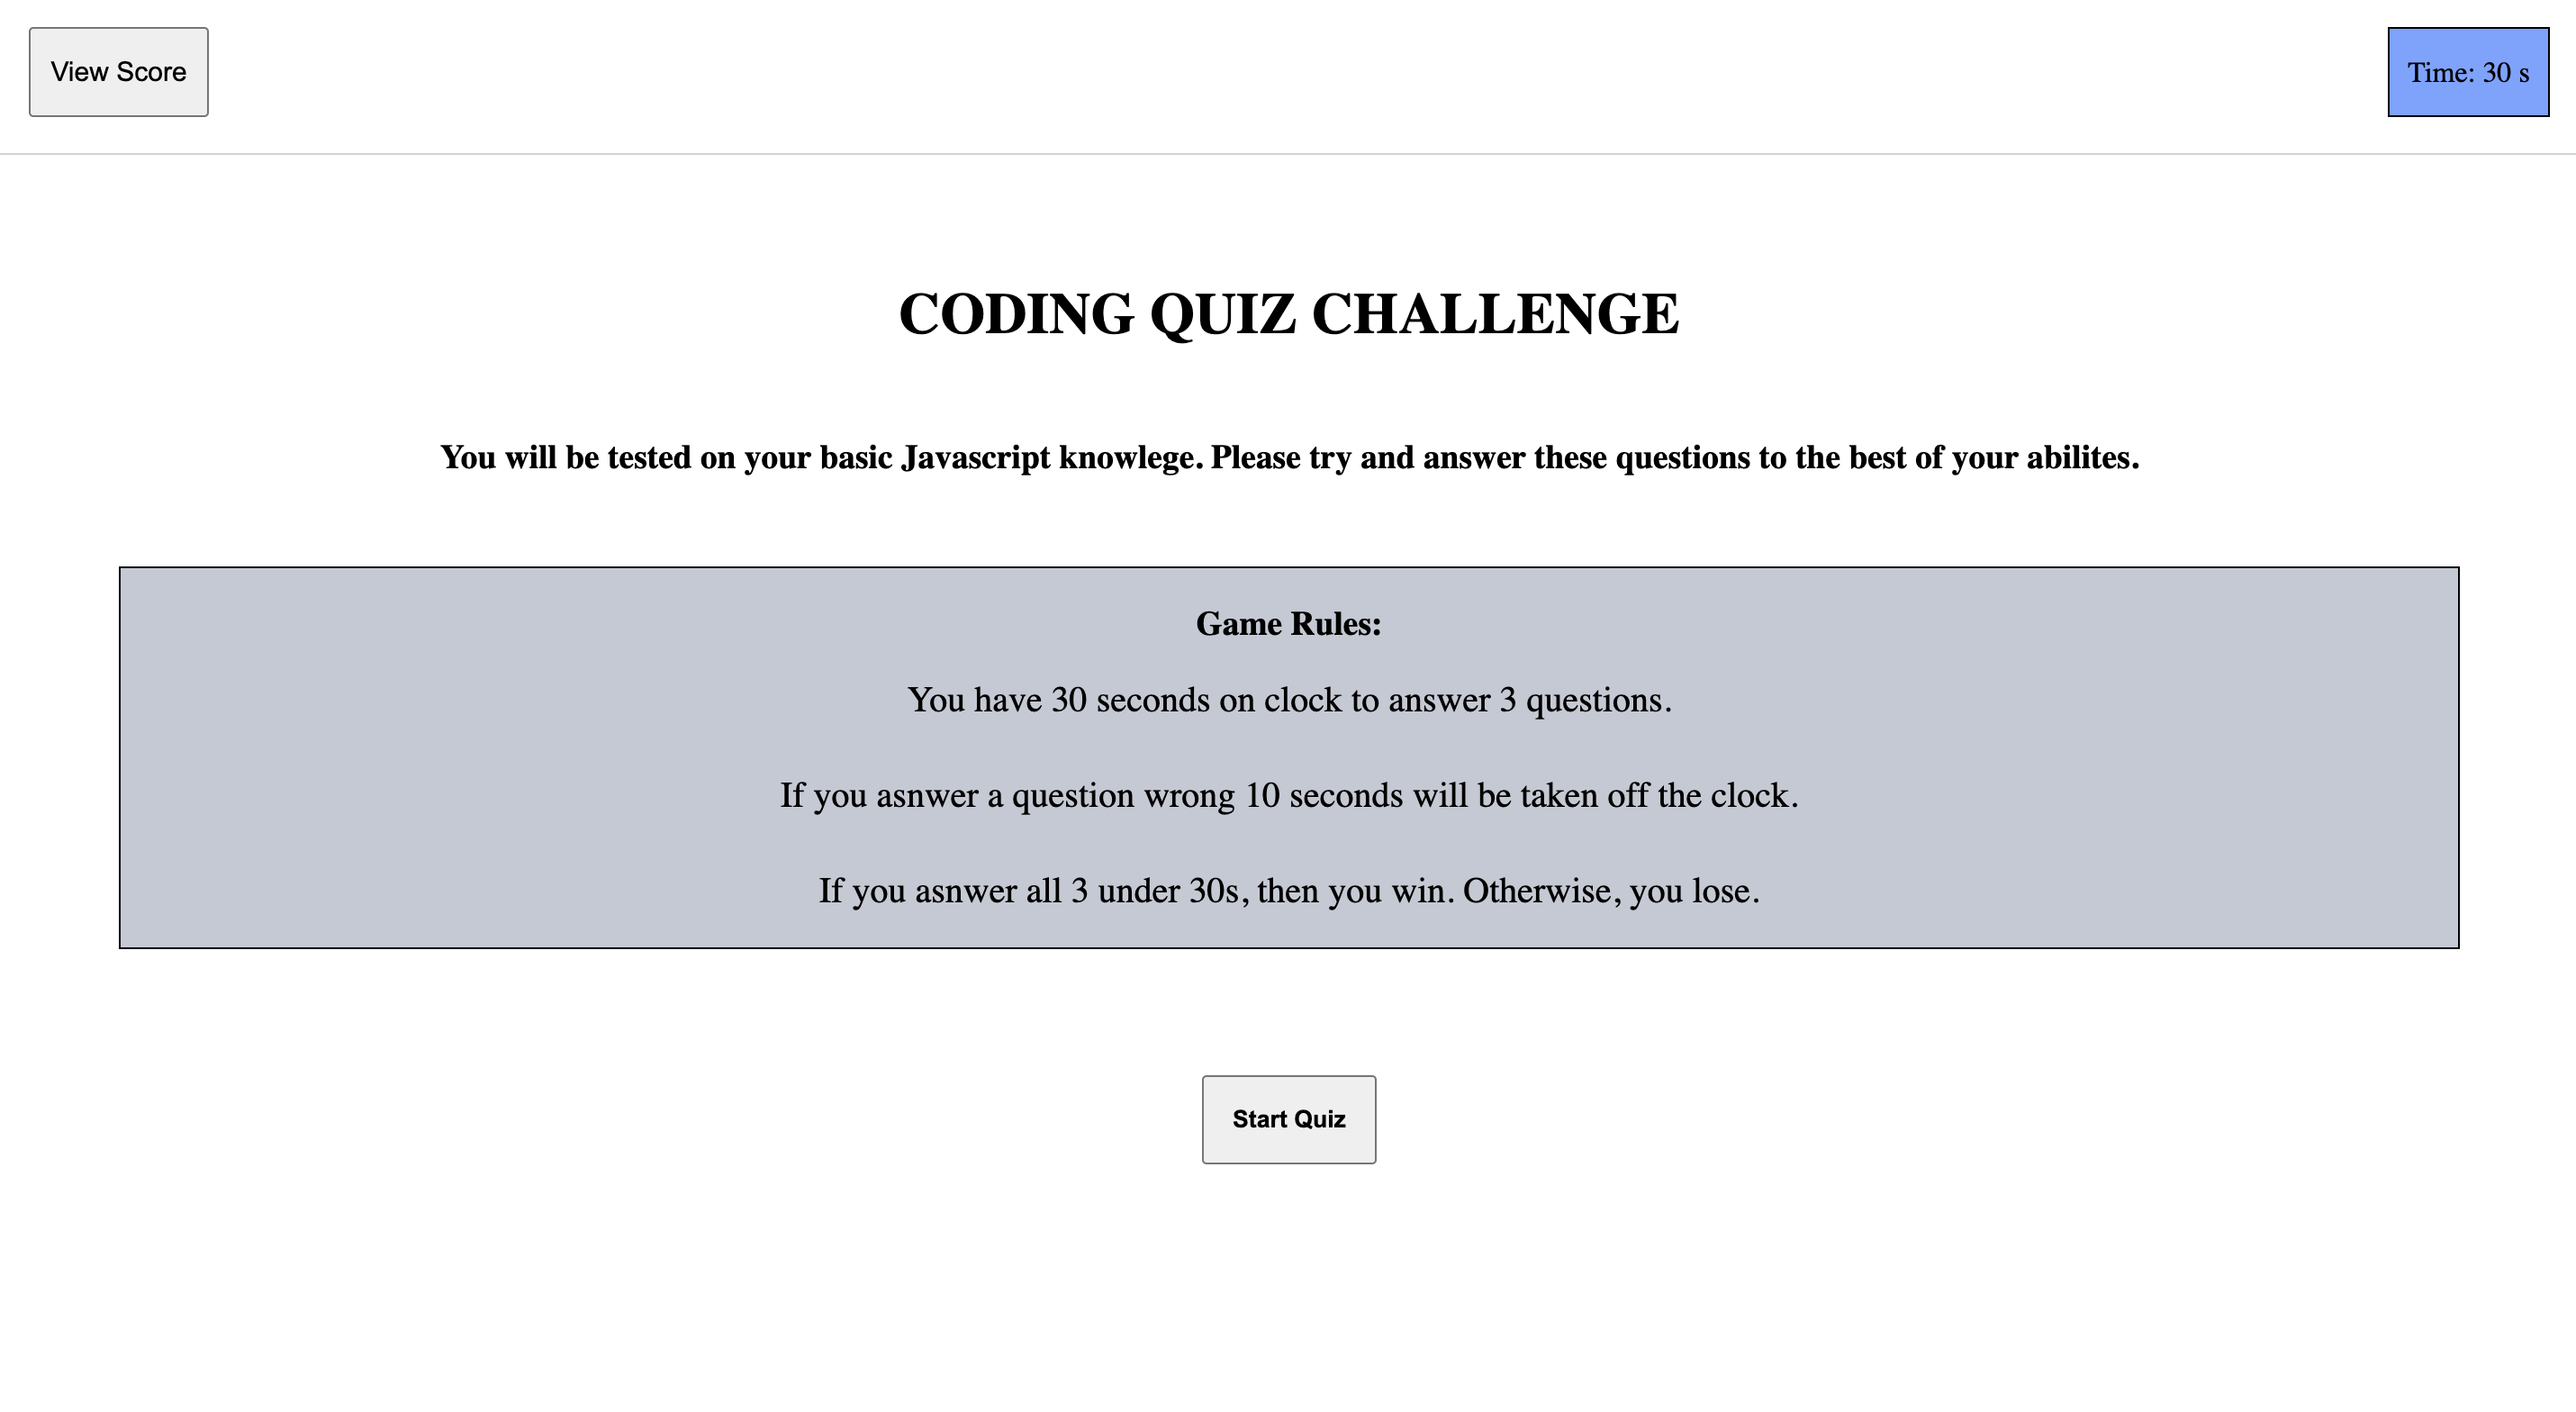 View Score
Time: 30 s
CODING QUIZ CHALLENGE
You will be tested on your basic Javascript knowlege. Please try and answer these questions to the best of your abilites.
Game Rules:
You have 30 seconds on clock to answer 3 questions.
If you asnwer a question wrong 10 seconds will be taken off the clock.
If you asnwer all 3 under 30s, then you win. Otherwise, you lose.
Start Quiz